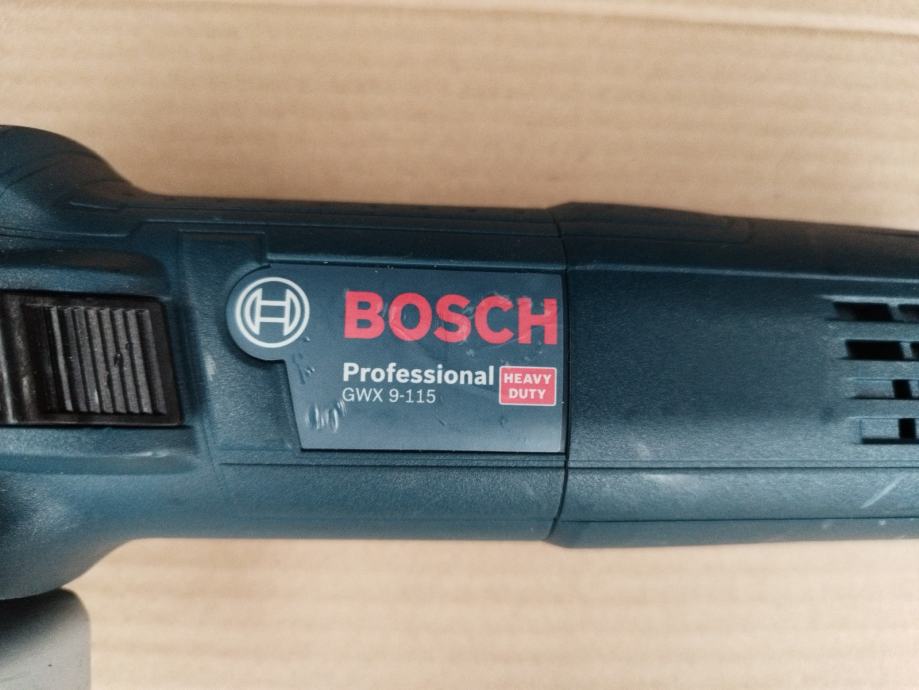 BOSCH
Professional
HEAVY
DUTY
GWX 9-115